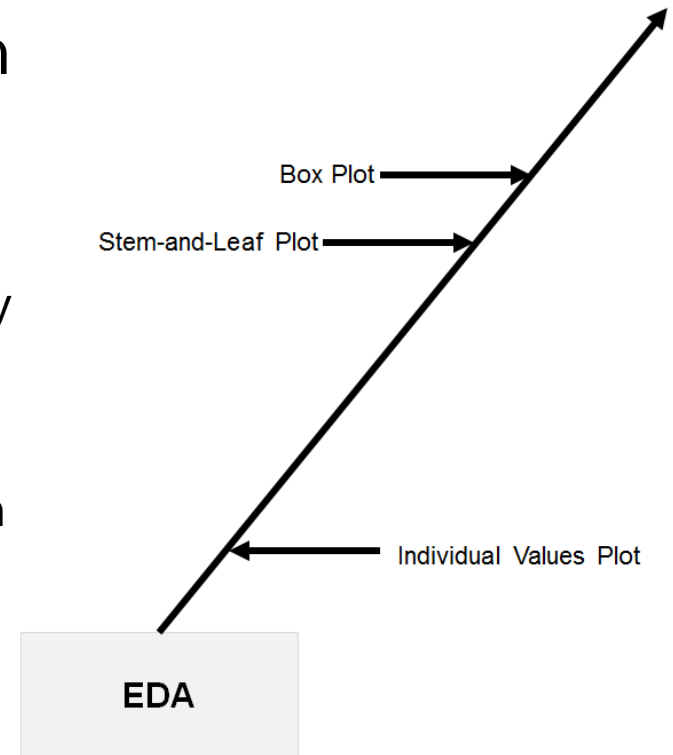 n
Box Plot
Stem-and-Leaf Plot
y
n
Individual Values Plot
EDA